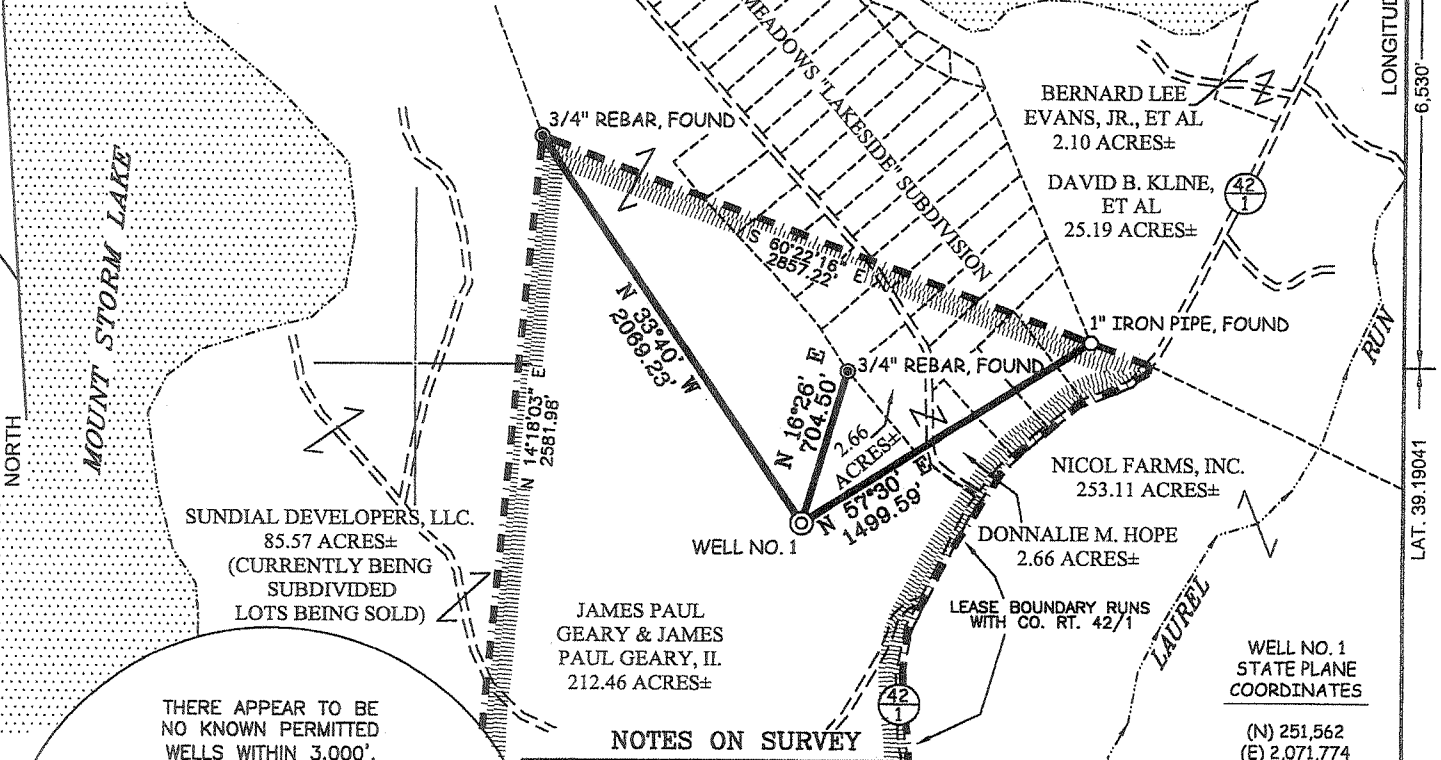 MEADOWS "LAKESIDE" SUBDIVISION
LONGITUD
6,530'
BERNARD LEE
EVANS, JR., ET AL
2.10 ACRES±
3/4" REBAR, FOUND
DAVID B. KLINE,
ET AL
25.19 ACRES±
42
1
MOUNT STORM LAKE
S 60°22'16" E
2857.22'
N 33°40' W
2069.23'
1" IRON PIPE, FOUND
RUN
3/4" REBAR, FOUND
N 16°26' E
704.50'
N 14°18'03" E
2581.98'
2.66
ACRES±
NORTH
LAT. 39.19041
N 57°30' E
1499.59'
NICOL FARMS, INC.
253.11 ACRES±
SUNDIAL DEVELOPERS, LLC.
85.57 ACRES±
(CURRENTLY BEING
SUBDIVIDED
LOTS BEING SOLD)
WELL NO. 1
DONNALIE M. HOPE
2.66 ACRES±
JAMES PAUL
GEARY & JAMES
PAUL GEARY, II.
212.46 ACRES±
LEASE BOUNDARY RUNS
WITH CO. RT. 42/1
LAUREL
WELL NO. 1
STATE PLANE
COORDINATES
(N) 251,562
(E) 2,071,774
42
1
THERE APPEAR TO BE
NO KNOWN PERMITTED
WELLS WITHIN 3,000'.
NOTES ON SURVEY